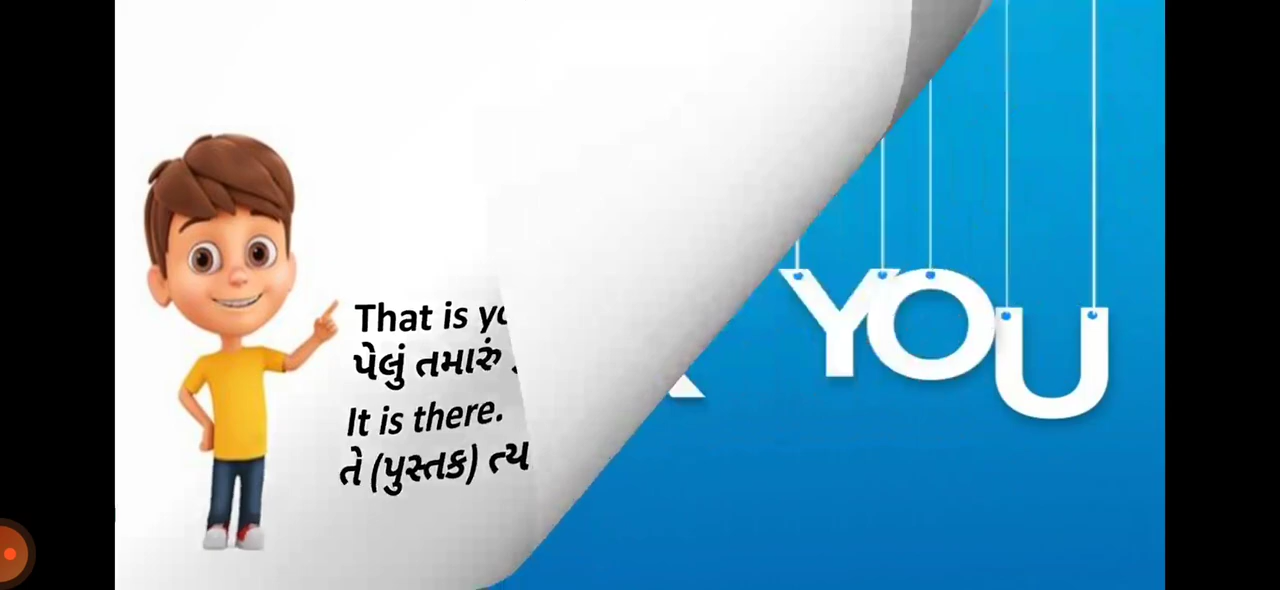 That is
પેલું તમારું
It is there.
તે (પુસ્તક)
YOU